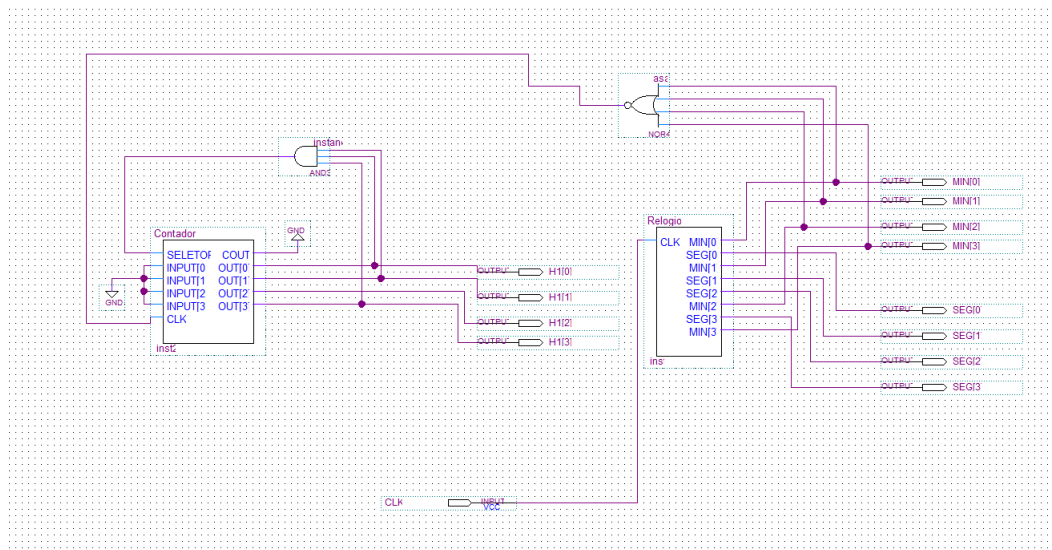 asa
NOR4
instan
AND3
Contador
GND
SELETOF COUT
INPUT[0 OUT[0
INPUT[1 OUT[1
INPUT[2 OUT[2
INPUT[3 OUT[3
CLK
GND
inst2
OUTPUT H1[0]
OUTPUT H1[1]
OUTPUT H1[2]
OUTPUT H1[3]
Relogio
CLK MIN[0
SEG[0
MIN[1
SEG[1
SEG[2
MIN[2
SEG[3
MIN[3
ins
OUTPUT MIN[0]
OUTPUT MIN[1]
OUTPUT MIN[2]
OUTPUT MIN[3]
OUTPUT SEG[0
OUTPUT SEG[1
OUTPUT SEG[2
OUTPUT SEG[3
CLK INPUT
VCC